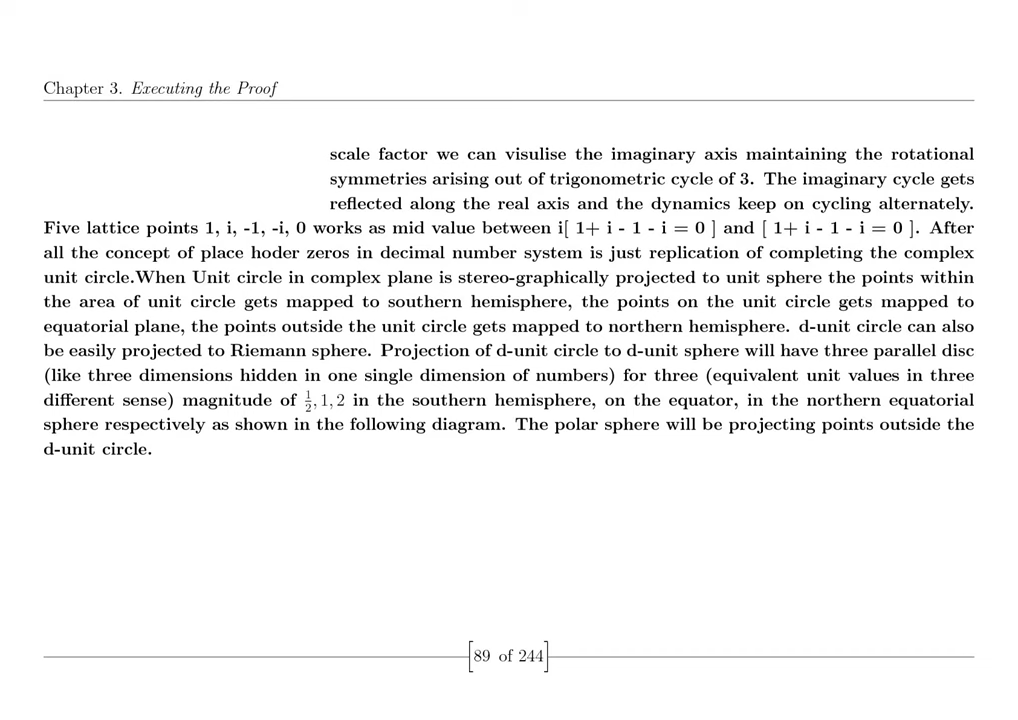 Chapter 3. Executing the Proof
scale factor we can visulise the imaginary axis maintaining the rotational
symmetries arising out of trigonometric cycle of 3. The imaginary cycle gets
reflected along the real axis and the dynamics keep on cycling alternately.
Five lattice points 1, i, -1, -i, 0 works as mid value between i[ 1+ i - 1 - i = 0 ] and [ 1+ i - 1 - i = 0 ]. After
all the concept of place hoder zeros in decimal number system is just replication of completing the complex
unit circle.When Unit circle in complex plane is stereo-graphically projected to unit sphere the points within
the area of unit circle gets mapped to southern hemisphere, the points on the unit circle gets mapped to
equatorial plane, the points outside the unit circle gets mapped to northern hemisphere. d-unit circle can also
be easily projected to Riemann sphere. Projection of d-unit circle to d-unit sphere will have three parallel disc
(like three dimensions hidden in one single dimension of numbers) for three (equivalent unit values in three
different sense) magnitude of 1/2, 1, 2 in the southern hemisphere, on the equator, in the northern equatorial
sphere respectively as shown in the following diagram. The polar sphere will be projecting points outside the
d-unit circle.
[89 of 244]